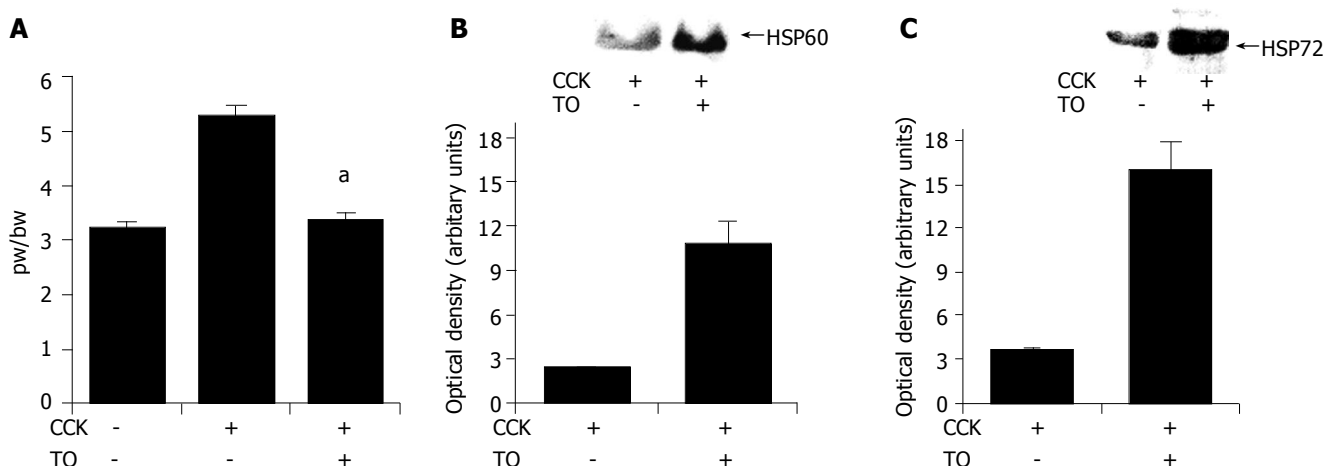 A
pw/bw
6
5
4
3
2
1
0
a
CCK - + +
TO - - +
B
←HSP60
CCK + +
TO - +
Optical density (arbitary units)
18
15
12
9
6
3
0
CCK + +
TO - +
C
←HSP72
CCK + +
TO - +
Optical density (arbitrary units)
18
15
12
9
6
3
0
CCK + +
TO - +